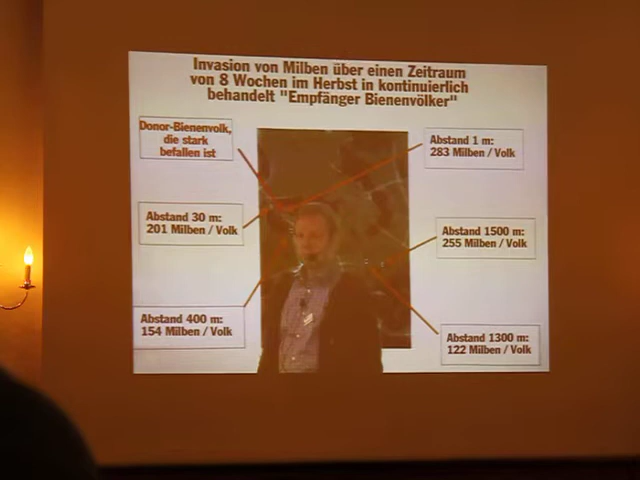 Invasion von Milben über einen Zeitraum
von 8 Wochen im Herbst in kontinuierlich
behandelt "Empfänger Bienenvölker"
Donor-Bienenvolk,
die stark
befallen ist
Abstand 1 m:
283 Milben / Volk
Abstand 30 m:
201 Milben / Volk
Abstand 1500 m:
255 Milben / Volk
Abstand 400 m:
154 Milben / Volk
Abstand 1300 m:
122 Milben / Volk